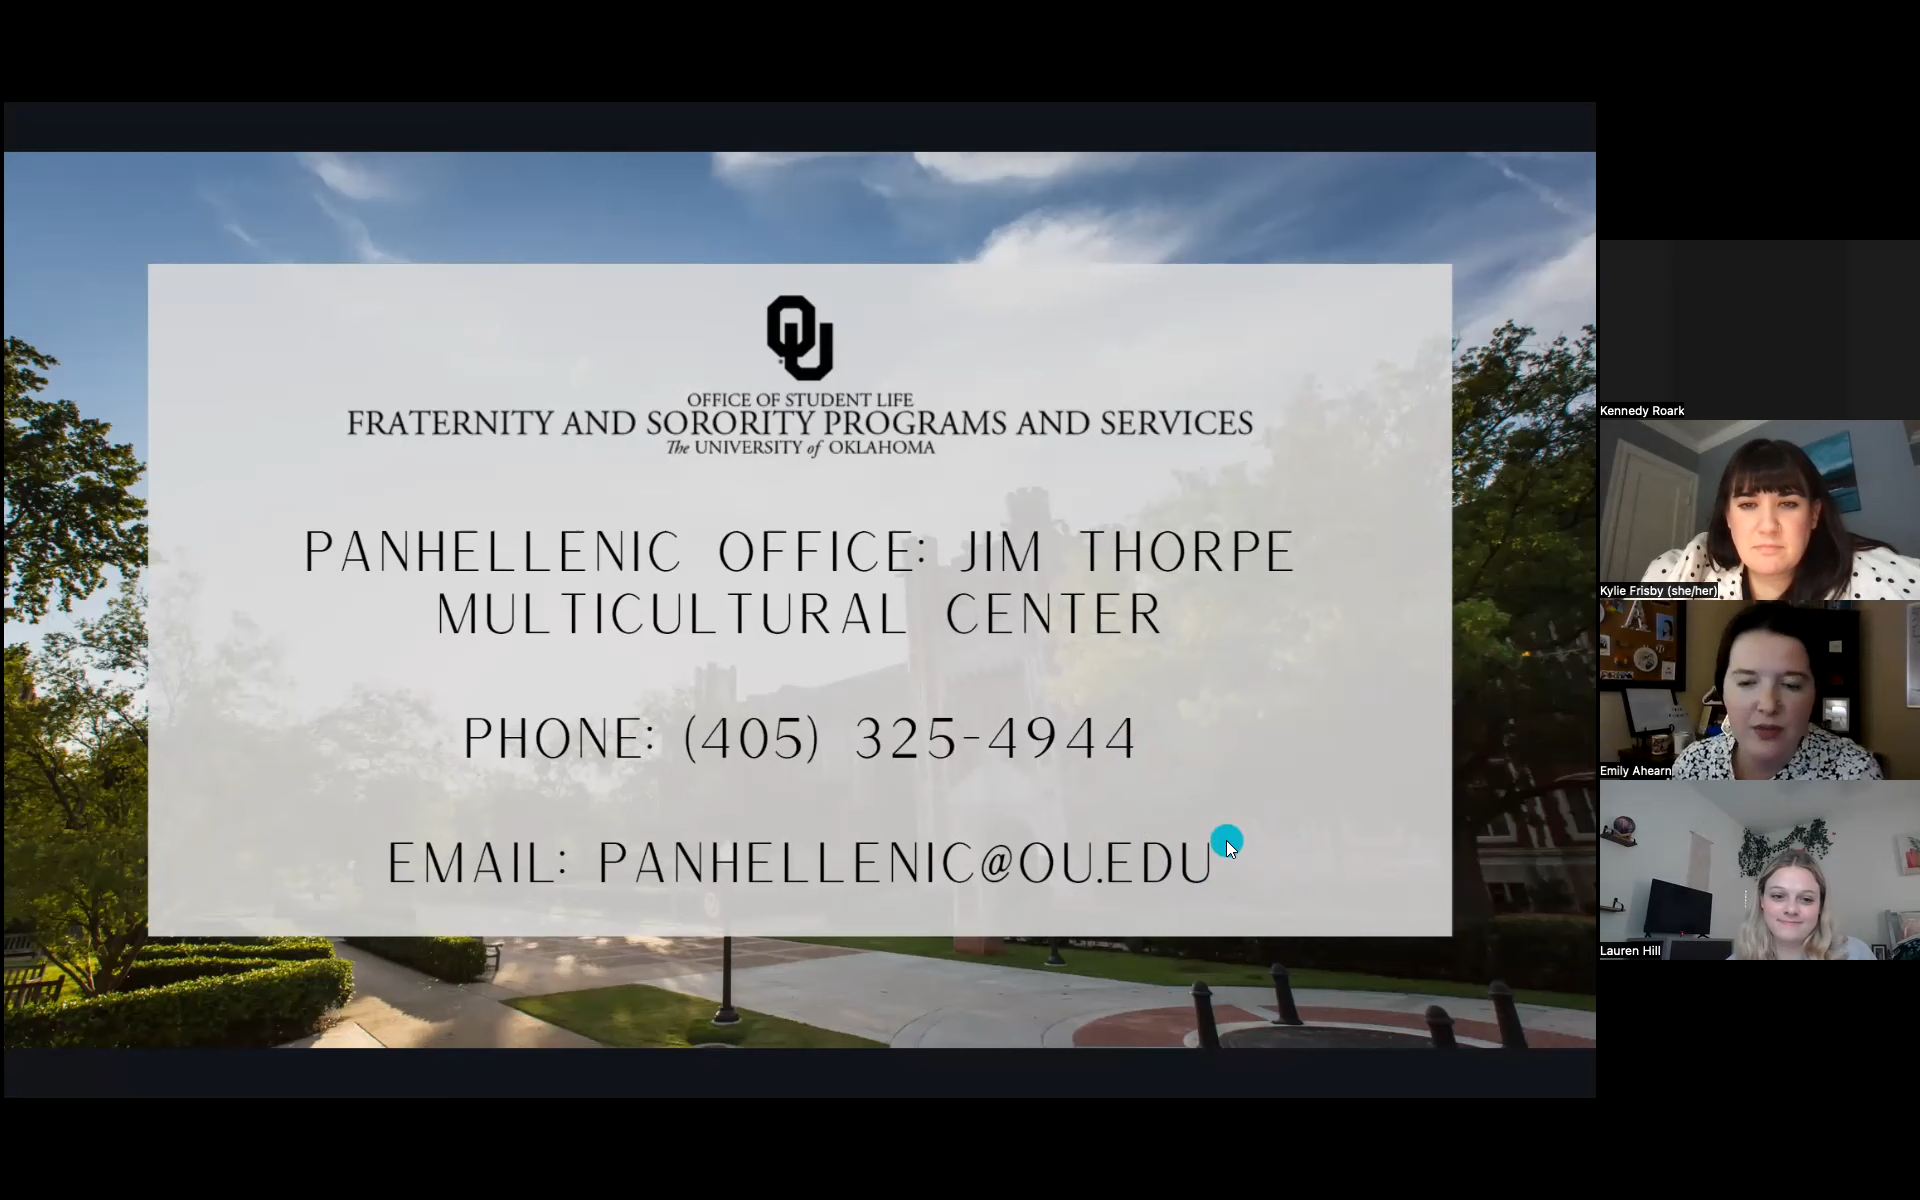 OU
OFFICE OF STUDENT LIFE
FRATERNITY AND SORORITY PROGRAMS AND SERVICES
The UNIVERSITY of OKLAHOMA
PANHELLENIC OFFICE: JIM THORPE
MULTICULTURAL CENTER
PHONE: (405) 325-4944
EMAIL: PANHELLENIC@OU.EDU
Kennedy Roark
Kylie Frisby (she/her)
A
Emily Ahearn
Lauren Hill